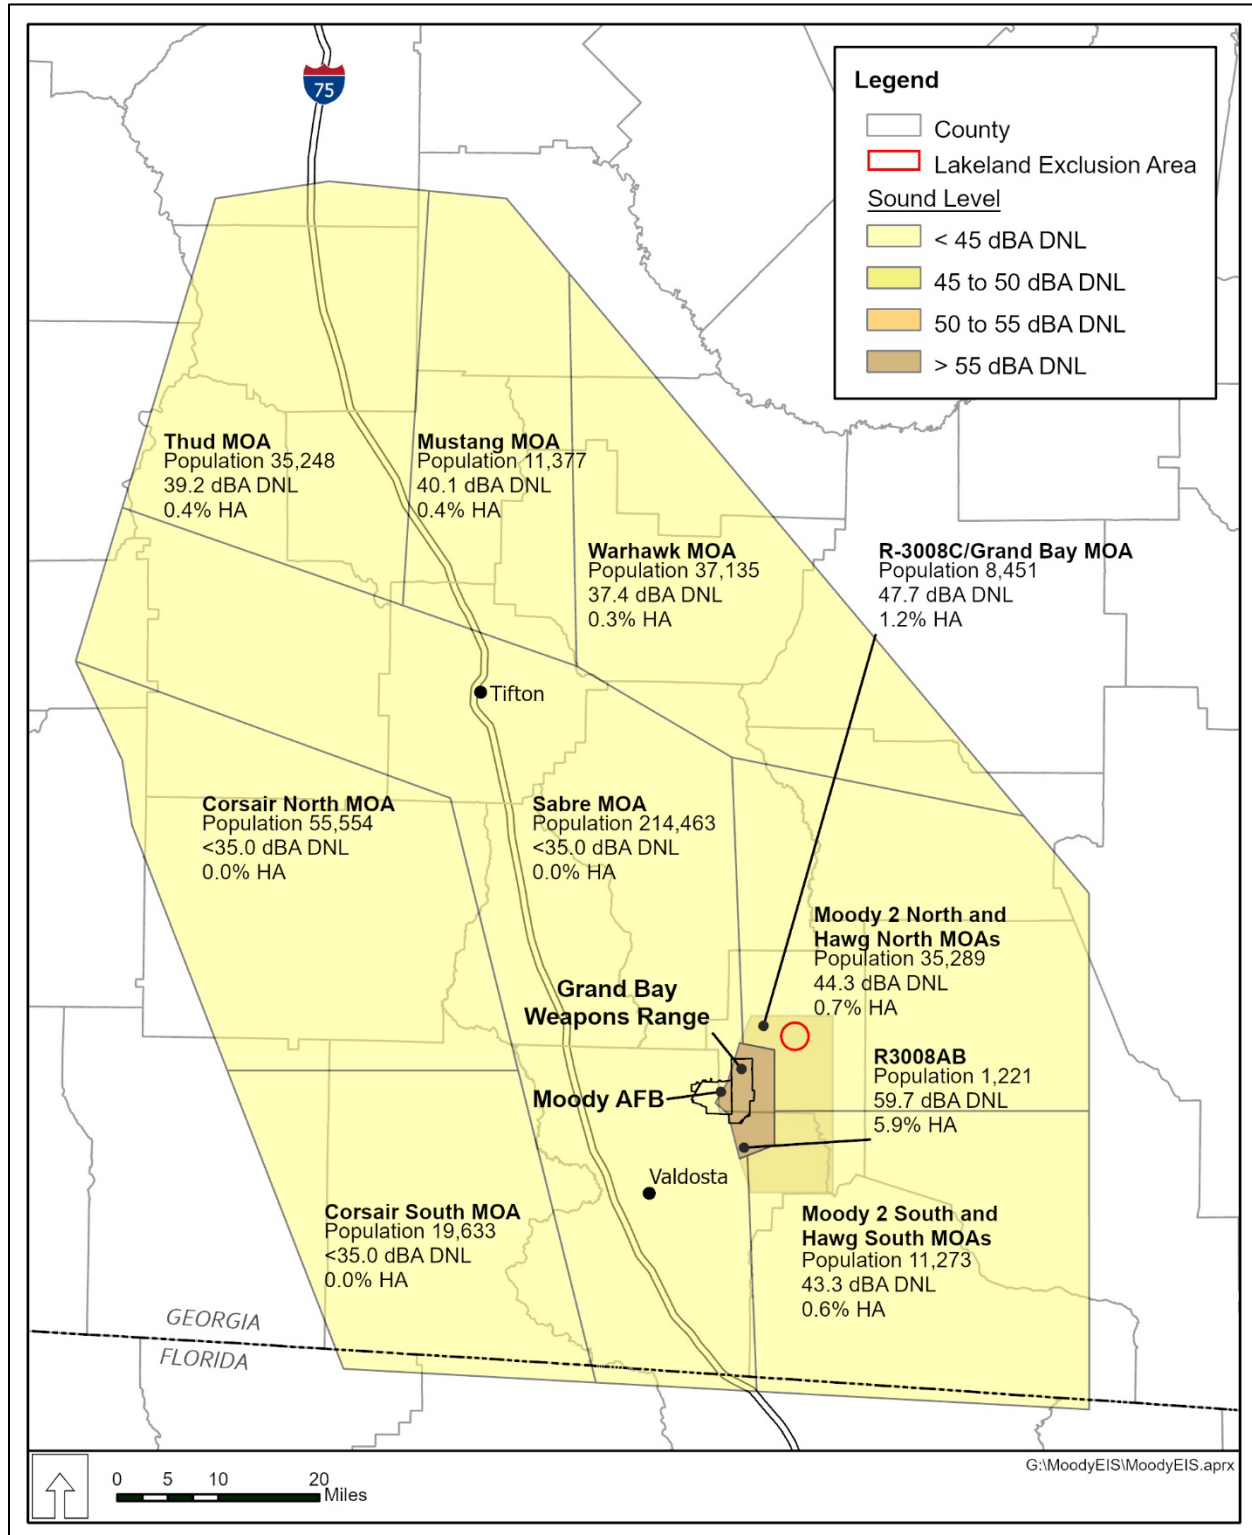 75
Legend
County
Lakeland Exclusion Area
Sound Level
< 45 dBA DNL
45 to 50 dBA DNL
50 to 55 dBA DNL
> 55 dBA DNL
Thud MOA
Population 35,248
39.2 dBA DNL
0.4% HA
Mustang MOA
Population 11,377
40.1 dBA DNL
0.4% HA
Warhawk MOA
Population 37,135
37.4 dBA DNL
0.3% HA
R-3008C/Grand Bay MOA
Population 8,451
47.7 dBA DNL
1.2% HA
Tifton
Corsair North MOA
Population 55,554
<35.0 dBA DNL
0.0% HA
Sabre MOA
Population 214,463
<35.0 dBA DNL
0.0% HA
Moody 2 North and
Hawg North MOAs
Population 35,289
44.3 dBA DNL
0.7% HA
Grand Bay
Weapons Range
R3008AB
Population 1,221
59.7 dBA DNL
5.9% HA
Moody AFB
Valdosta
Corsair South MOA
Population 19,633
<35.0 dBA DNL
0.0% HA
Moody 2 South and
Hawg South MOAs
Population 11,273
43.3 dBA DNL
0.6% HA
GEORGIA
FLORIDA
G:\MoodyEIS\MoodyEIS.aprx
0 5 10 20
Miles